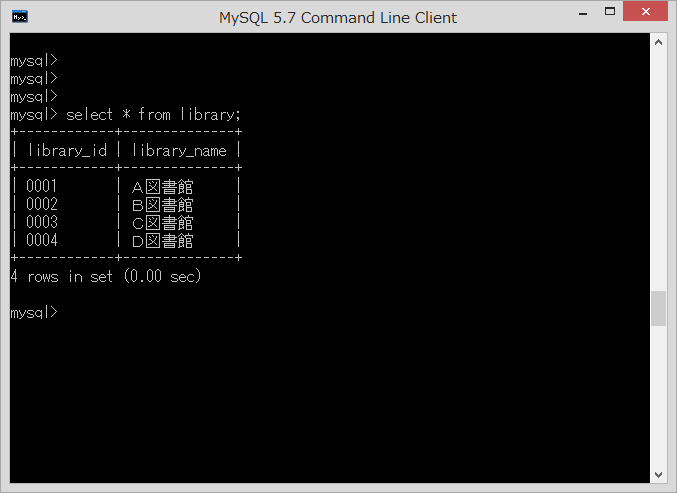 MySQL 5.7 Command Line Client
mysql>
mysql>
mysql>
mysql> select * from library;
+------------+--------------+
| library_id | library_name |
+------------+--------------+
| 0001       | A図書館     |
| 0002       | B図書館     |
| 0003       | C図書館     |
| 0004       | D図書館     |
+------------+--------------+
4 rows in set (0.00 sec)
mysql>